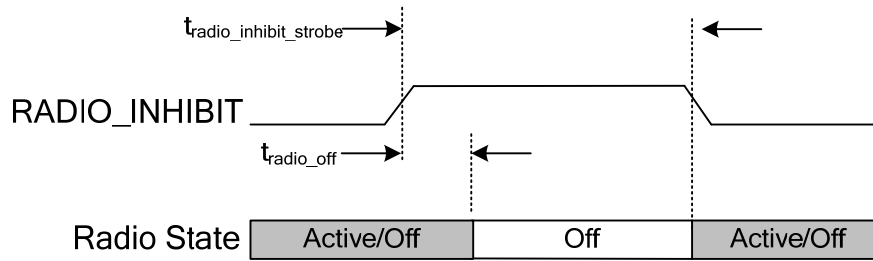 tradio_inhibit_strobe
RADIO_INHIBIT
tradio_off
Radio State Active/Off Off Active/Off